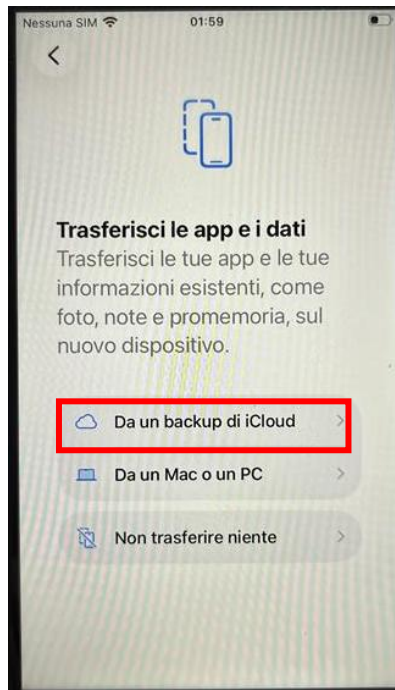 Nessuna SIM 01:59
Trasferisci le app e i dati
Trasferisci le tue app e le tue
informazioni esistenti, come
foto, note e promemoria, sul
nuovo dispositivo.
Da un backup di iCloud
Da un Mac o un PC
Non trasferire niente